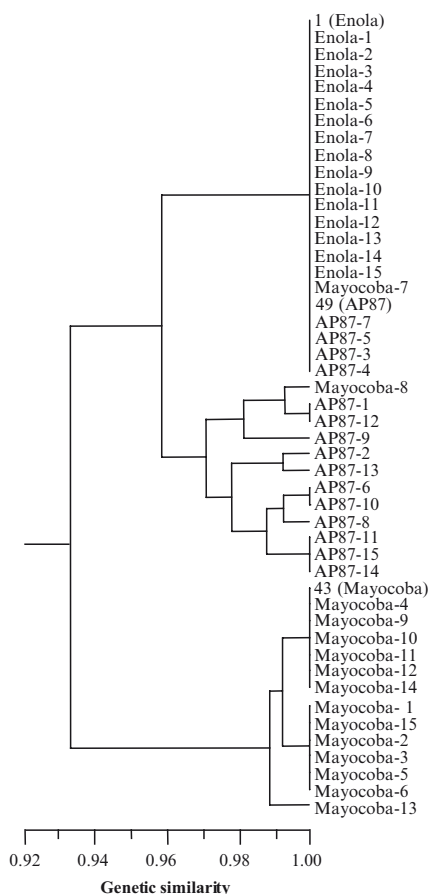 1 (Enola)
Enola-1
Enola-2
Enola-3
Enola-4
Enola-5
Enola-6
Enola-7
Enola-8
Enola-9
Enola-10
Enola-11
Enola-12
Enola-13
Enola-14
Enola-15
Mayocoba-7
49 (AP87)
AP87-7
AP87-5
AP87-3
AP87-4
Mayocoba-8
AP87-1
AP87-12
AP87-9
AP87-2
AP87-13
AP87-6
AP87-10
AP87-8
AP87-11
AP87-15
AP87-14
43 (Mayocoba)
Mayocoba-4
Mayocoba-9
Mayocoba-10
Mayocoba-11
Mayocoba-12
Mayocoba-14
Mayocoba- 1
Mayocoba-15
Mayocoba-2
Mayocoba-3
Mayocoba-5
Mayocoba-6
Mayocoba-13
0.92 0.94 0.96 0.98 1.00
Genetic similarity